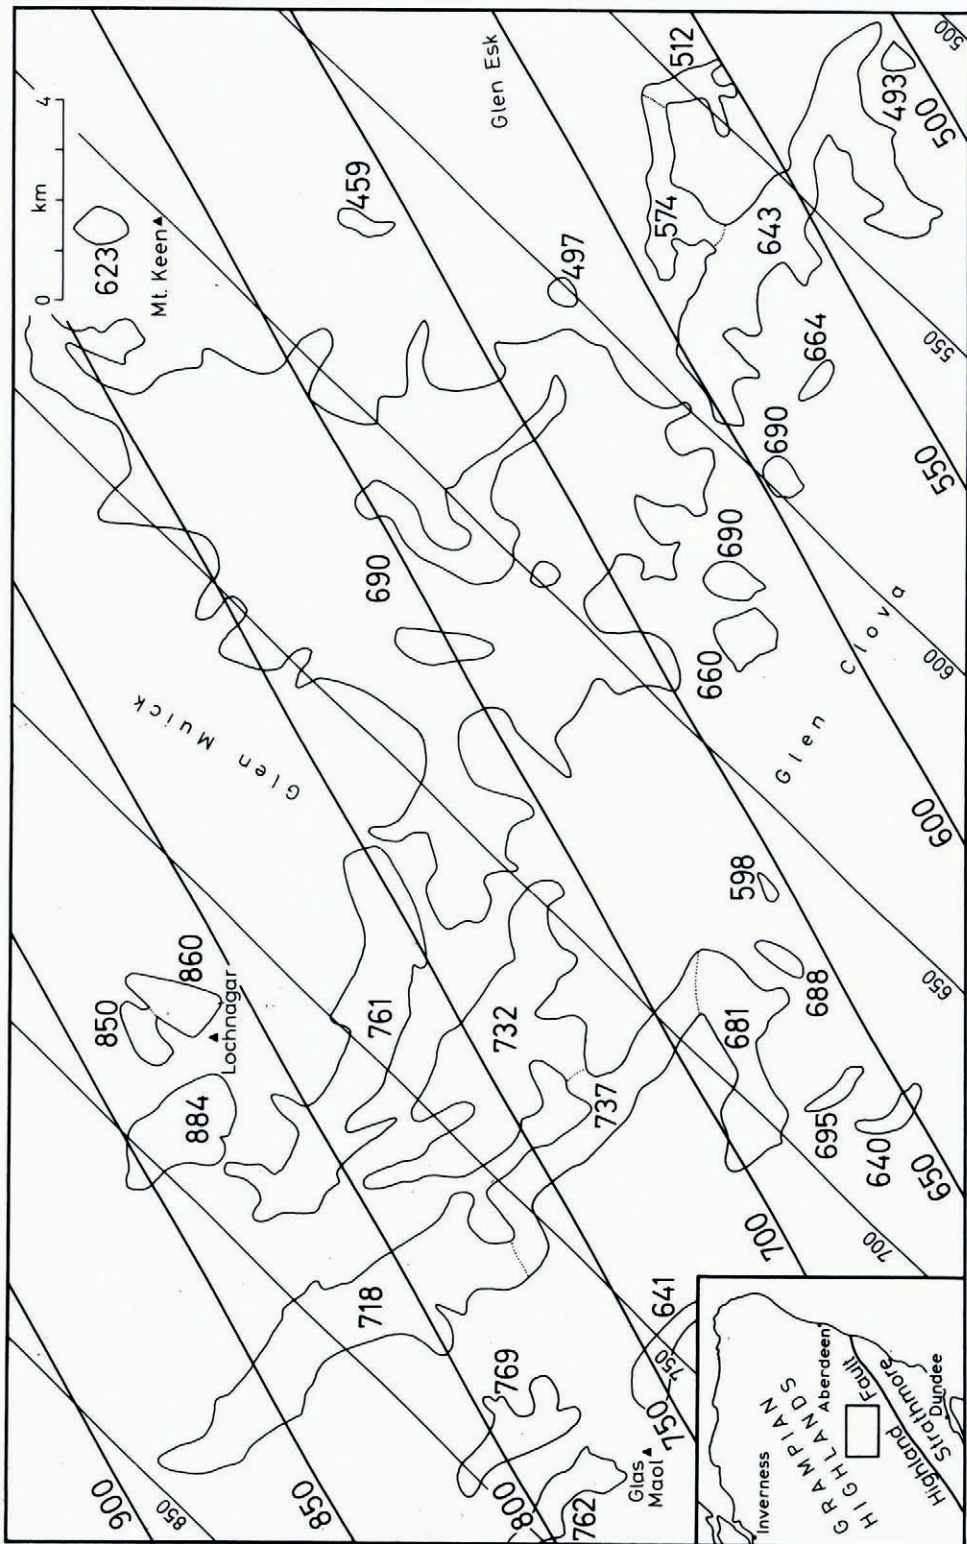 0 km 4
623
Mt. Keen
Glen Esk
512
500
493
500
459
574
497
643
664
550
690
690
690
550
660
600
Glen Clova
Glen Muick
598
600
860
850
Lochnagar
761
732
688
650
884
681
737
695
640
650
700
700
718
641
769
750
750
Glas
Maol
762
800
850
850
900
Inverness
GRAMPIAN
HIGHLANDS
Aberdeen
Highland Fault
Strathmore
Dundee